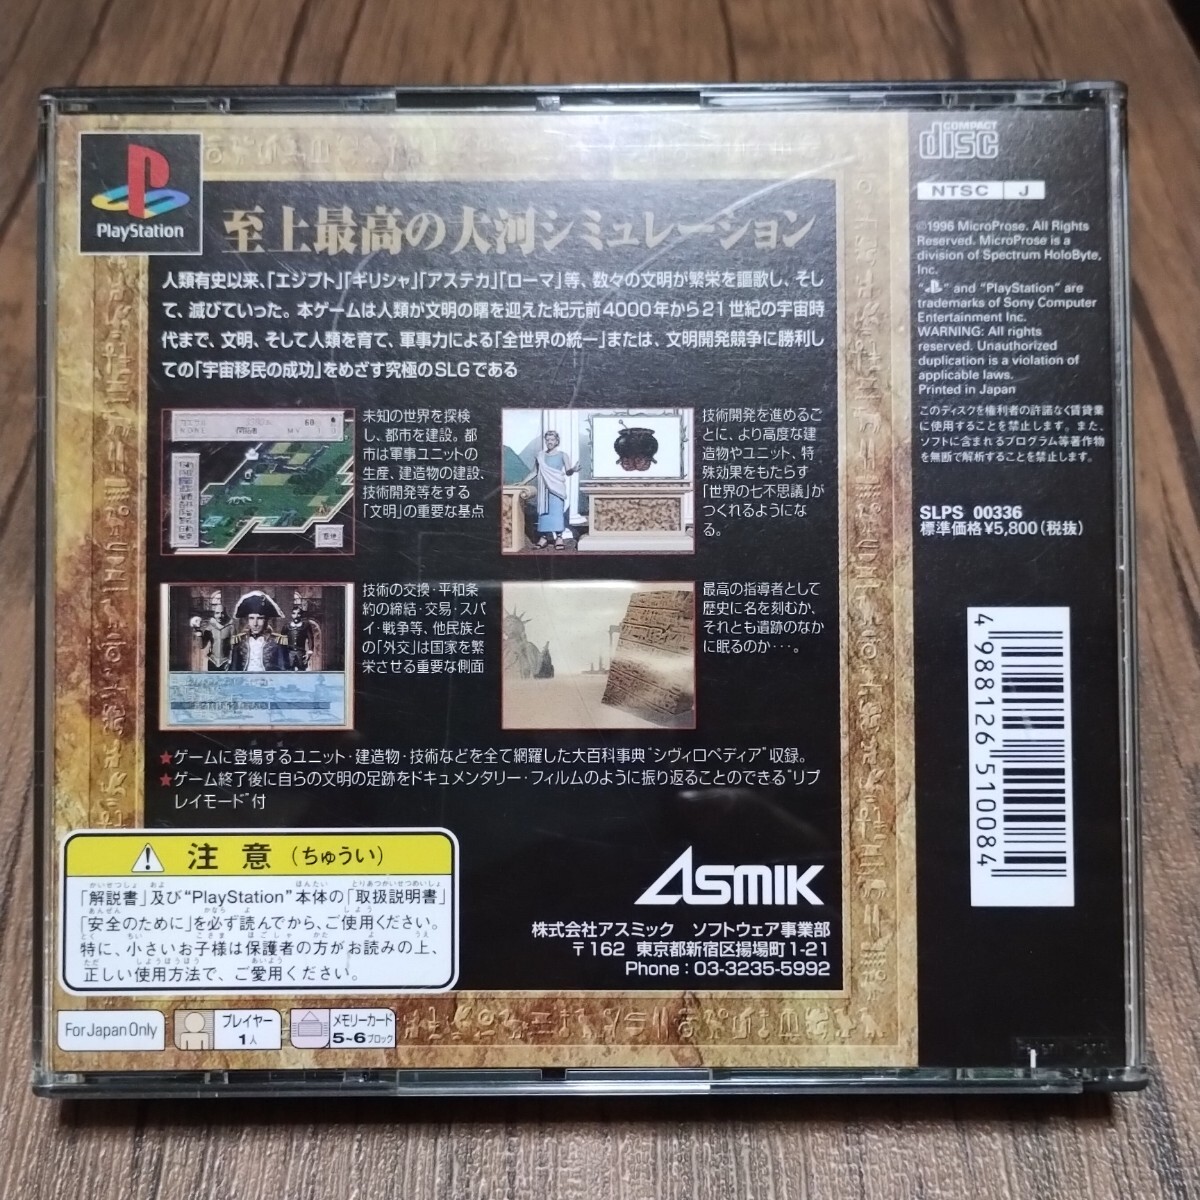 PlayStation
至上最高の大河シミュレーション
人類有史以来、「エジプト」「ギリシャ」「アステカ」「ローマ」等、数々の文明が繁栄を謳歌し、そし
て、滅びていった。本ゲームは人類が文明の曙を迎えた紀元前4000年から21世紀の宇宙時
代まで、文明、そして人類を育て、軍事力による「全世界の統一」または、文明開発競争に勝利し
ての「宇宙移民の成功」をめざす究極のSLGである
未知の世界を探検
し、都市を建設。都
市は軍事ユニットの
生産、建造物の建設、
技術開発等をする
「文明」の重要な基点
技術開発を進めるご
とに、より高度な建
造物やユニット、特
殊効果をもたらす
「世界の七不思議」が
つくれるようにな
る。
技術の交換・平和条
約の締結・交易・スパ
イ・戦争等、他民族と
の「外交」は国家を繁
栄させる重要な側面
最高の指導者として
歴史に名を刻むか、
それとも遺跡のなか
に眠るのか・・・。
★ゲームに登場するユニット・建造物・技術などを全て網羅した大百科事典“シヴィロペディア”収録。
★ゲーム終了後に自らの文明の足跡をドキュメンタリー・フィルムのように振り返ることのできる“リプ
レイモード”付
注意（ちゅうい）
「解説書」及び“PlayStation”本体の「取扱説明書」
「安全のために」を必ず読んでから、ご使用ください。
特に、小さいお子様は保護者の方がお読みの上、
正しい使用方法で、ご愛用ください。
For Japan Only
プレイヤー
1人
メモリーカード
5~6ブロック
ASMIK
株式会社アスミック ソフトウェア事業部
〒162 東京都新宿区揚場町1-21
Phone : 03-3235-5992
COMPACT
disc
NTSC J
©1996 MicroProse. All Rights
Reserved. MicroProse is a
division of Spectrum HoloByte,
Inc.
"PS" and "PlayStation" are
trademarks of Sony Computer
Entertainment Inc.
WARNING: All rights
reserved. Unauthorized
duplication is a violation of
applicable laws.
Printed in Japan
このディスクを権利者の許諾なく賃貸業
に使用することを禁止します。また、
ソフトに含まれるプログラム等著作物
を無断で解析することを禁止します。
SLPS 00336
標準価格¥5,800(税抜)
4 988126 510084